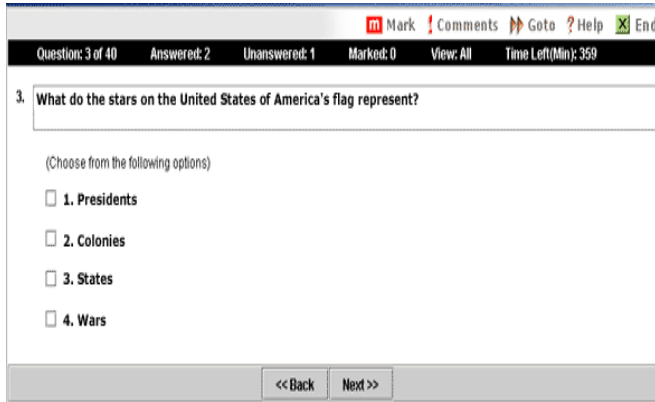 m Mark ! Comments Goto ? Help X End
Question: 3 of 40 Answered: 2 Unanswered: 1 Marked: 0 View: All Time Left(Min): 359
3. What do the stars on the United States of America's flag represent?
(Choose from the following options)
1. Presidents
2. Colonies
3. States
4. Wars
<< Back Next >>